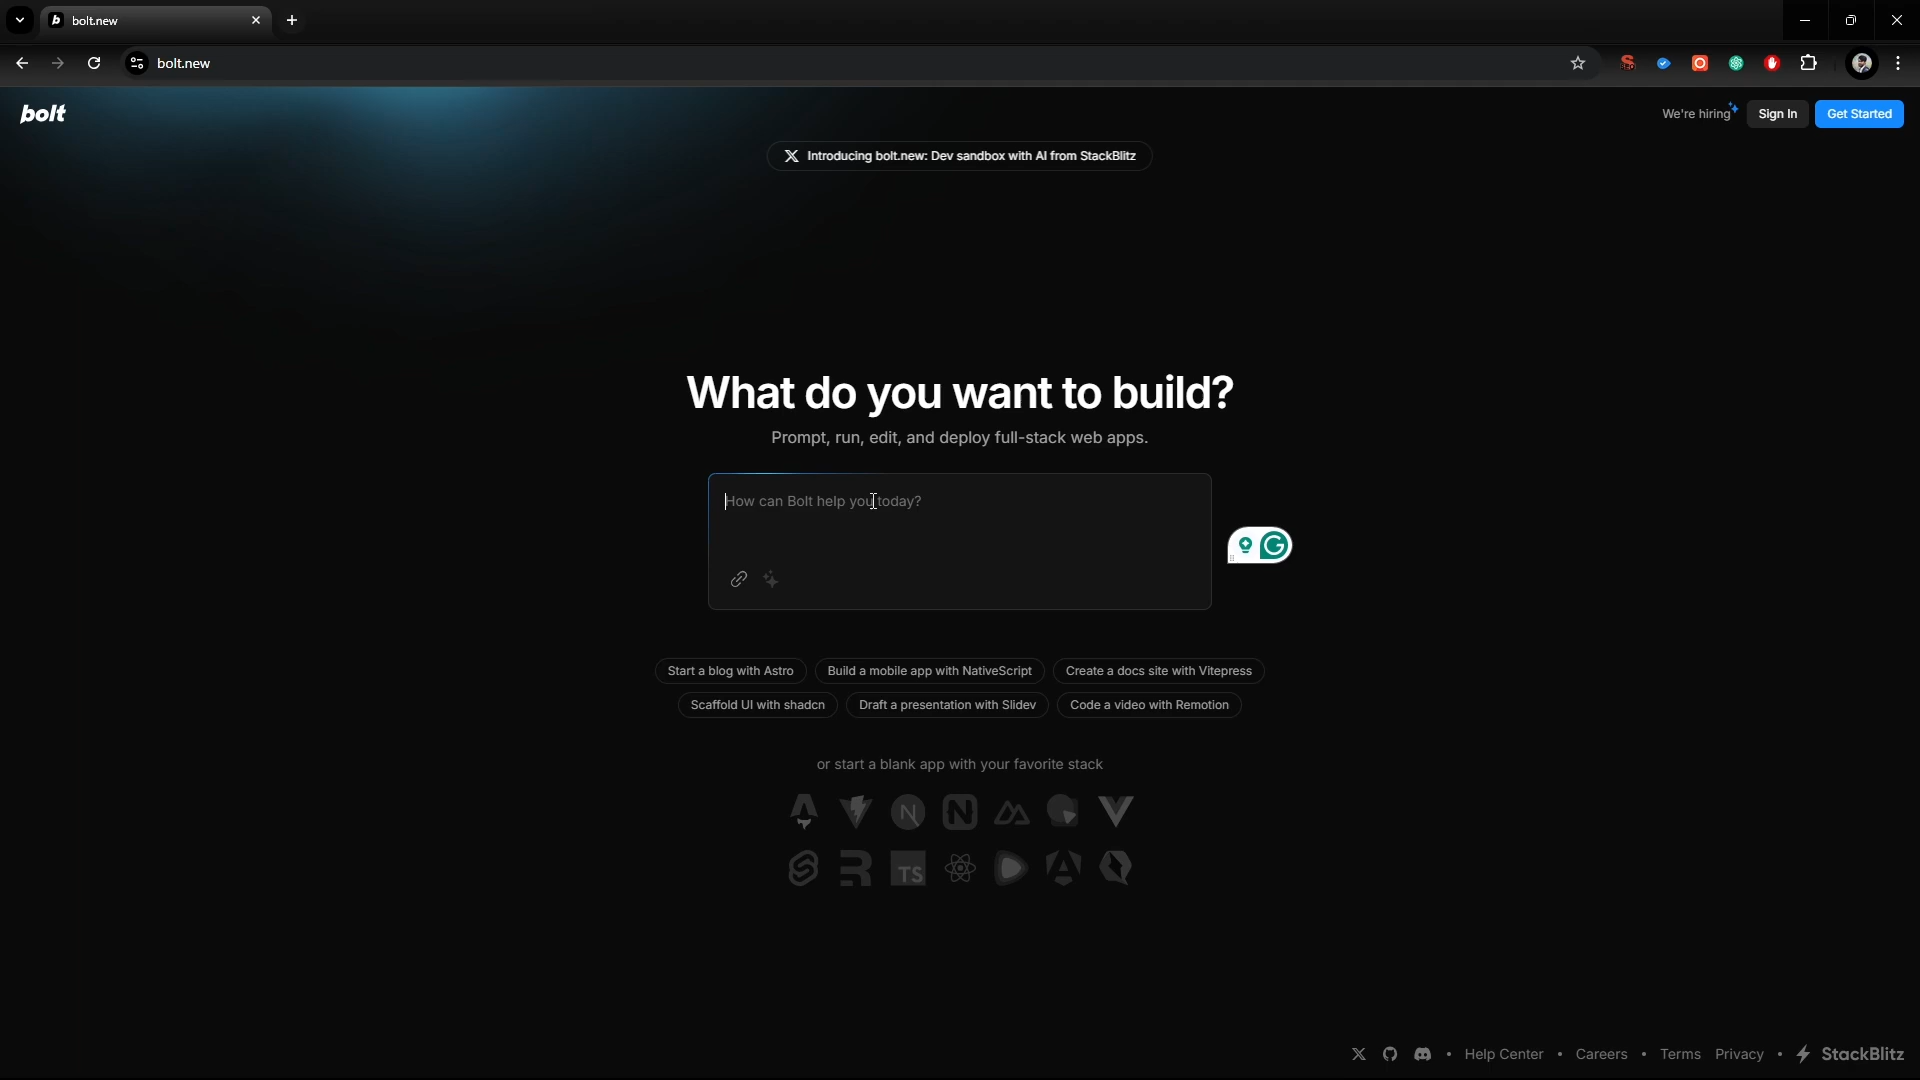 bolt.new
bolt.new
bolt
We're hiring
Sign In
Get Started
Introducing bolt.new: Dev sandbox with AI from StackBlitz
What do you want to build?
Prompt, run, edit, and deploy full-stack web apps.
How can Bolt help you today?
Start a blog with Astro
Build a mobile app with NativeScript
Create a docs site with Vitepress
Scaffold UI with shadcn
Draft a presentation with Slidev
Code a video with Remotion
or start a blank app with your favorite stack
TS
Help Center
Careers
Terms
Privacy
StackBlitz